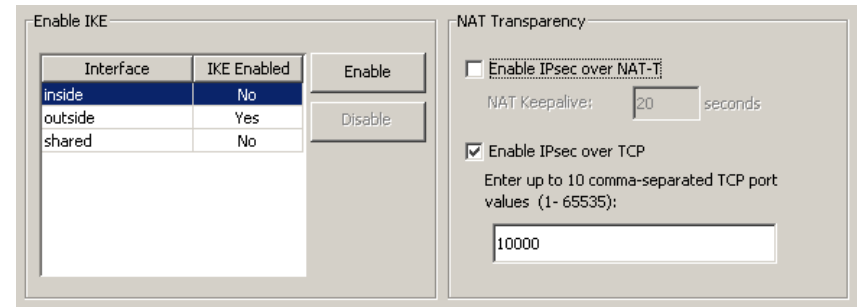 Enable IKE
Interface IKE Enabled
inside No
outside Yes
shared No
Enable
Disable
NAT Transparency
Enable IPsec over NAT-T
NAT Keepalive: 20 seconds
Enable IPsec over TCP
Enter up to 10 comma-separated TCP port
values (1- 65535):
10000